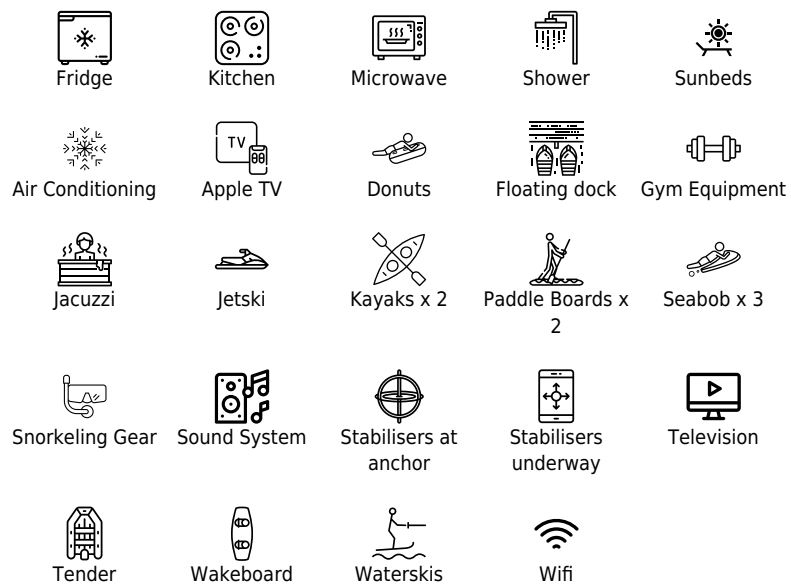 Fridge
Kitchen
Microwave
Shower
Sunbeds
TV
Air Conditioning
Apple TV
Donuts
Floating dock
Gym Equipment
Jacuzzi
Jetski
Kayaks x 2
Paddle Boards x
2
Seabob x 3
Snorkeling Gear
Sound System
Stabilisers at
anchor
Stabilisers
underway
Television
Tender
Wakeboard
Waterskis
Wifi